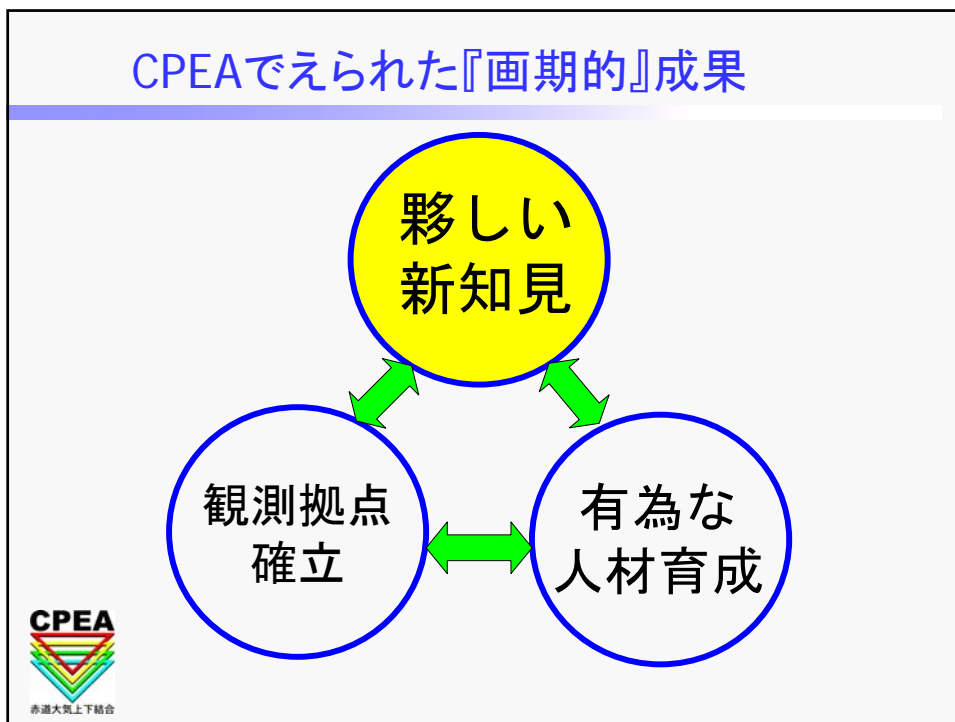 CPEAでえられた『画期的』成果
夥しい
新知見
観測拠点
確立
有為な
人材育成
CPEA
赤道大気上下結合